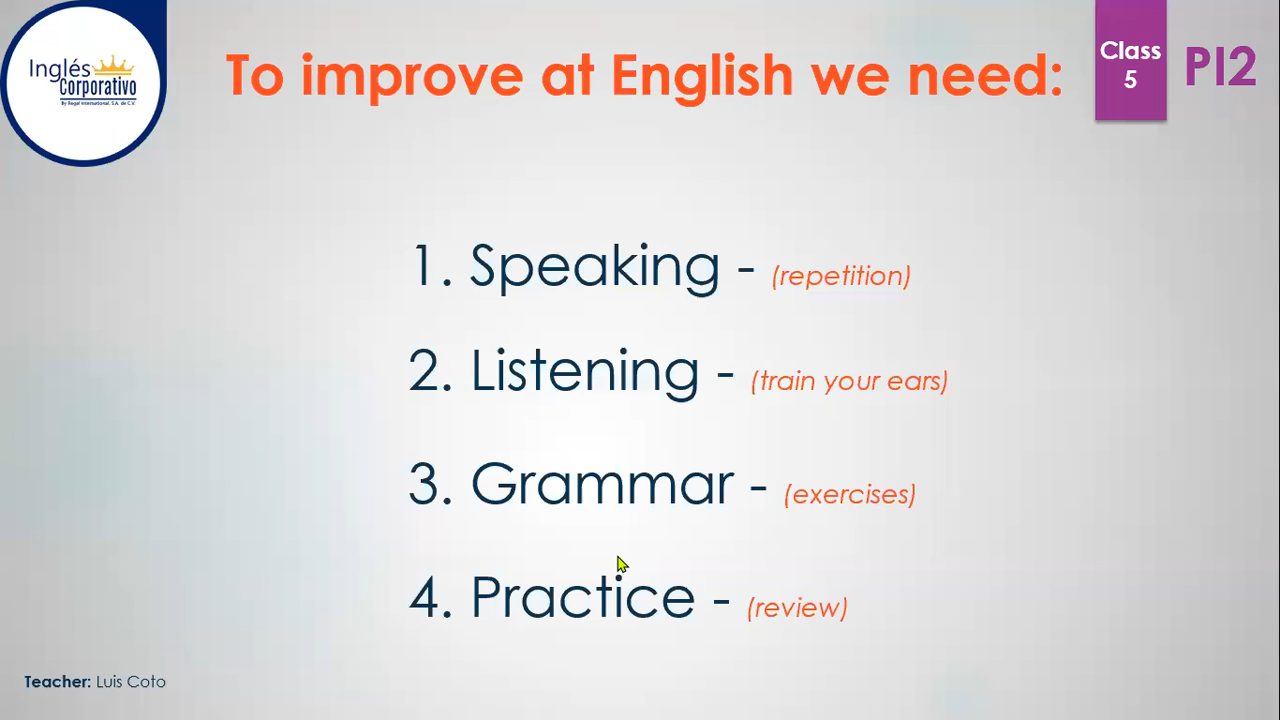 Inglés
Corporativo
By Regal International, S.A. de C.V.
To improve at English we need:
Class
5
PI2
1. Speaking - (repetition)
2. Listening - (train your ears)
3. Grammar - (exercises)
4. Practice - (review)
Teacher: Luis Coto